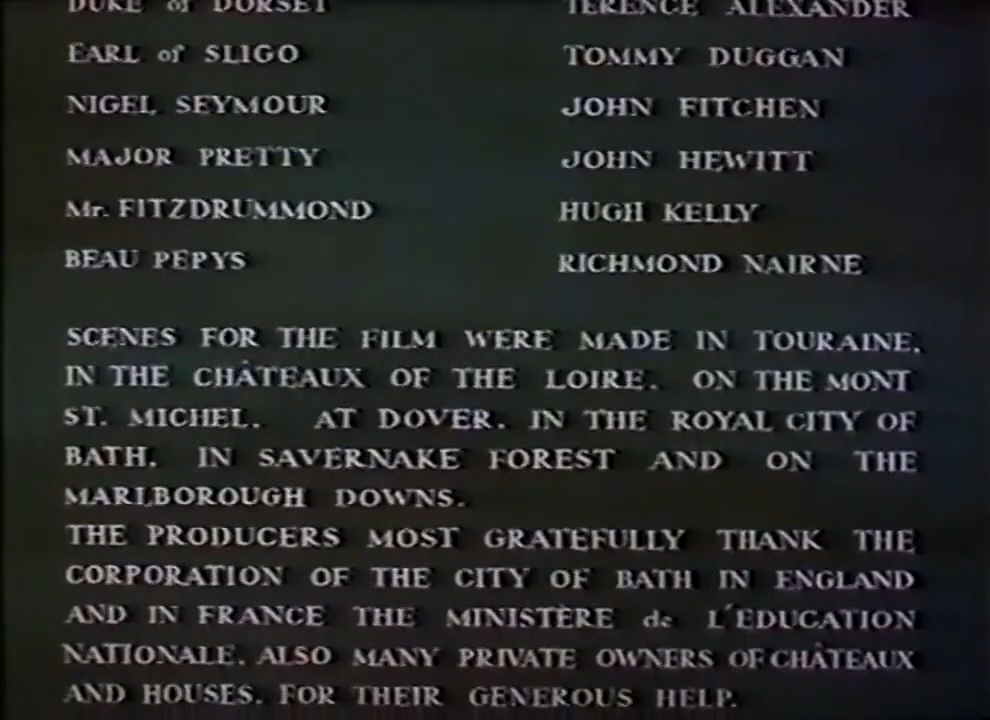 DUKE of DORSET TERENCE ALEXANDER
EARL of SLIGO TOMMY DUGGAN
NIGEL SEYMOUR JOHN FITCHEN
MAJOR PRETTY JOHN HEWITT
Mr. FITZDRUMMOND HUGH KELLY
BEAU PEPYS RICHMOND NAIRNE
SCENES FOR THE FILM WERE MADE IN TOURAINE,
IN THE CHÂTEAUX OF THE LOIRE. ON THE MONT
ST. MICHEL. AT DOVER. IN THE ROYAL CITY OF
BATH. IN SAVERNAKE FOREST AND ON THE
MARLBOROUGH DOWNS.
THE PRODUCERS MOST GRATEFULLY THANK THE
CORPORATION OF THE CITY OF BATH IN ENGLAND
AND IN FRANCE THE MINISTÈRE de L'EDUCATION
NATIONALE. ALSO MANY PRIVATE OWNERS OF CHÂTEAUX
AND HOUSES. FOR THEIR GENEROUS HELP.